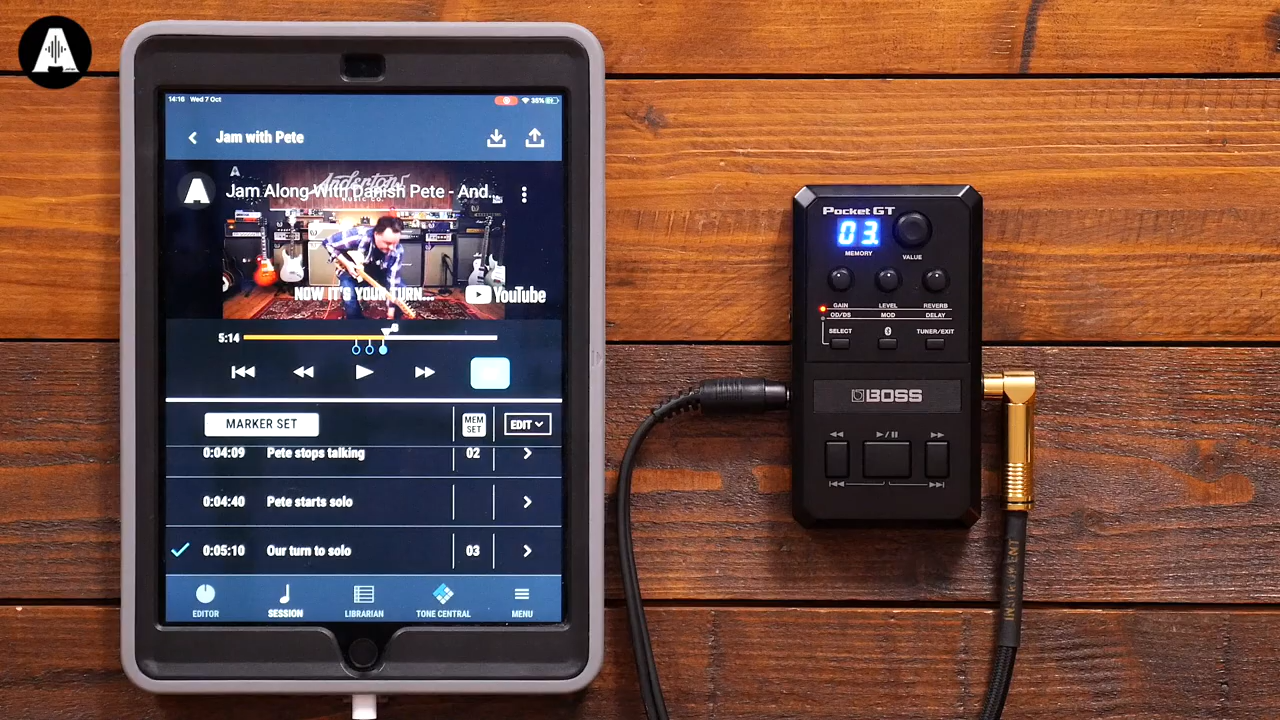 A
14:16 Wed 7 Oct
35%
Jam with Pete
A
Jam Along With Danish Pete - And...
Andertons
MUSIC CO.
NOW IT'S YOUR TURN...
YouTube
5:14
MARKER SET
MEM
SET
EDIT
0:04:09 Pete stops talking 02
0:04:40 Pete starts solo
0:05:10 Our turn to solo 03
EDITOR
SESSION
LIBRARIAN
TONE CENTRAL
MENU
Pocket GT
03.
MEMORY
VALUE
GAIN LEVEL REVERB
OD/DS MOD DELAY
SELECT TUNER/EXIT
BOSS